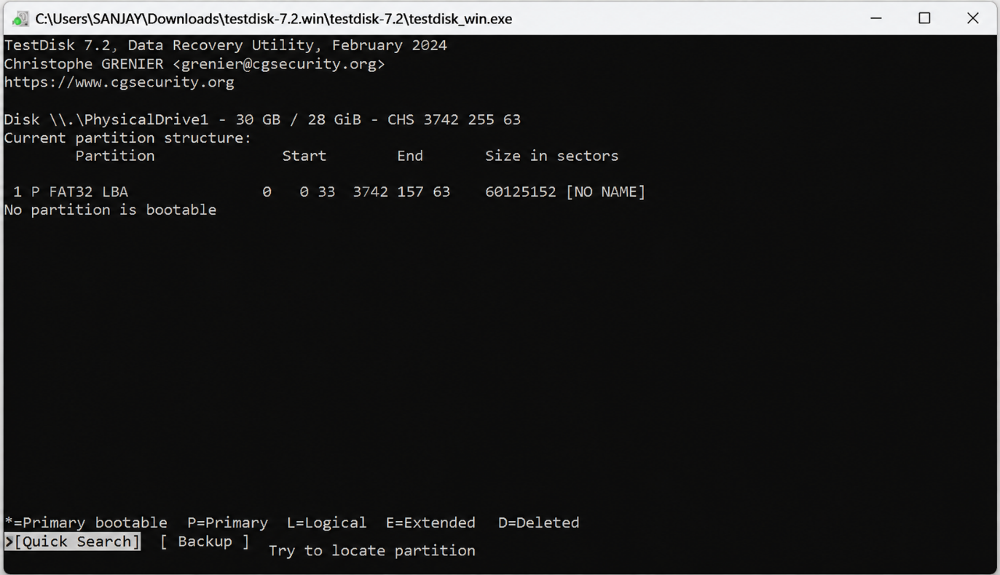 C:\Users\SANJAY\Downloads\testdisk-7.2.win\testdisk-7.2\testdisk_win.exe
TestDisk 7.2, Data Recovery Utility, February 2024
Christophe GRENIER <grenier@cgsecurity.org>
https://www.cgsecurity.org
Disk \\.\PhysicalDrive1 - 30 GB / 28 GiB - CHS 3742 255 63
Current partition structure:
Partition Start End Size in sectors
1 P FAT32 LBA 0 0 33 3742 157 63 60125152 [NO NAME]
No partition is bootable
*=Primary bootable P=Primary L=Logical E=Extended D=Deleted
>[Quick Search] [ Backup ]
Try to locate partition